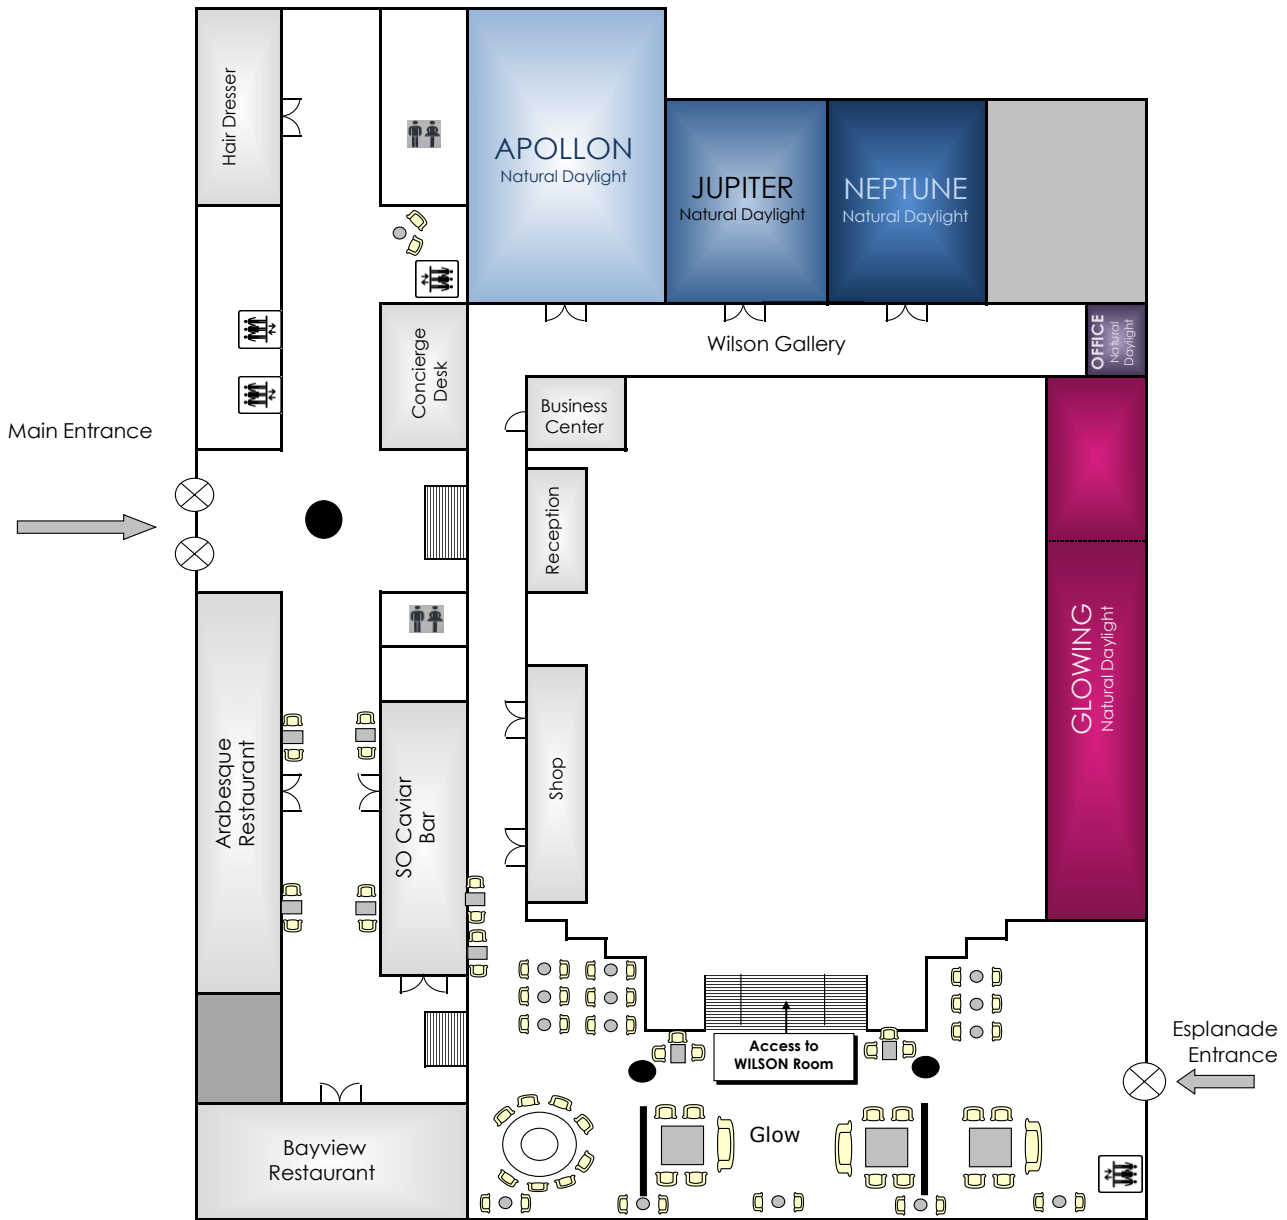 Hair Dresser
APOLLON
Natural Daylight
JUPITER
Natural Daylight
NEPTUNE
Natural Daylight
Concierge
Desk
Wilson Gallery
OFFICE
Natural
Daylight
Main Entrance
Business
Center
Reception
GLOWING
Natural Daylight
Arabesque
Restaurant
SO Caviar
Bar
Shop
Access to
WILSON Room
Esplanade
Entrance
Glow
Bayview
Restaurant